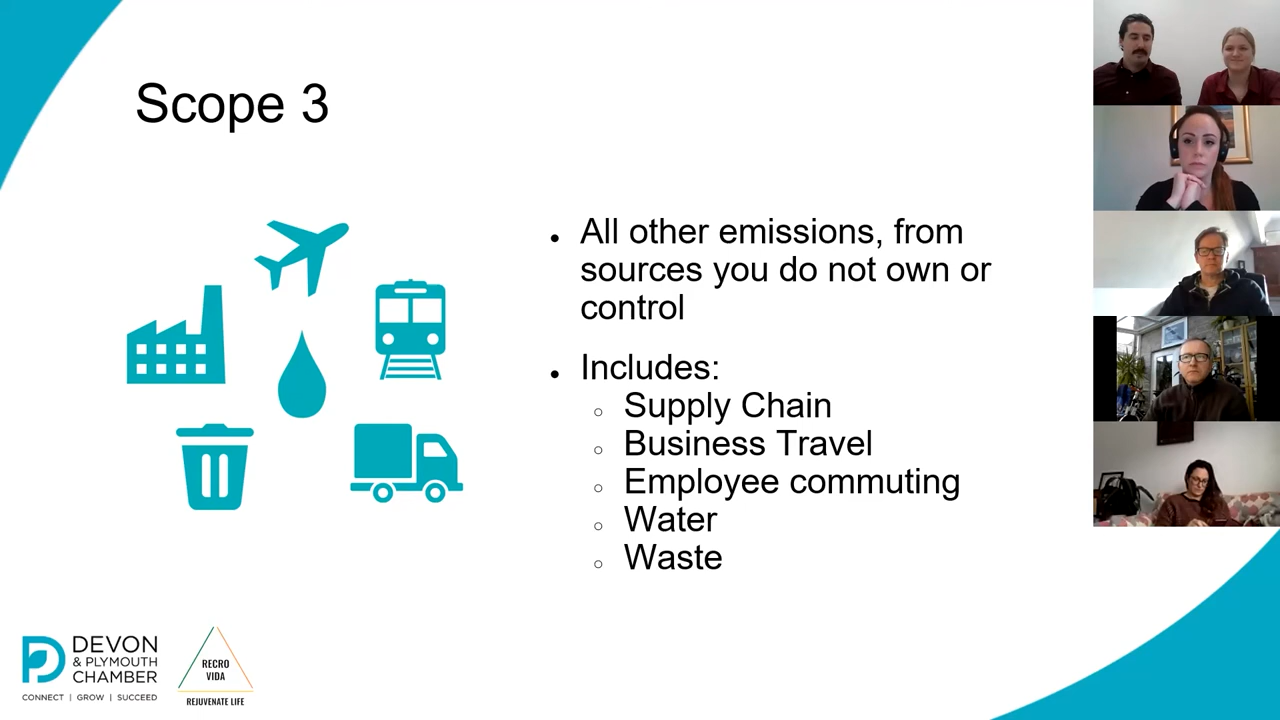 Scope 3
All other emissions, from
sources you do not own or
control
Includes:
Supply Chain
Business Travel
Employee commuting
Water
Waste
DEVON
& PLYMOUTH
CHAMBER
CONNECT | GROW | SUCCEED
RECRO
VIDA
REJUVENATE LIFE